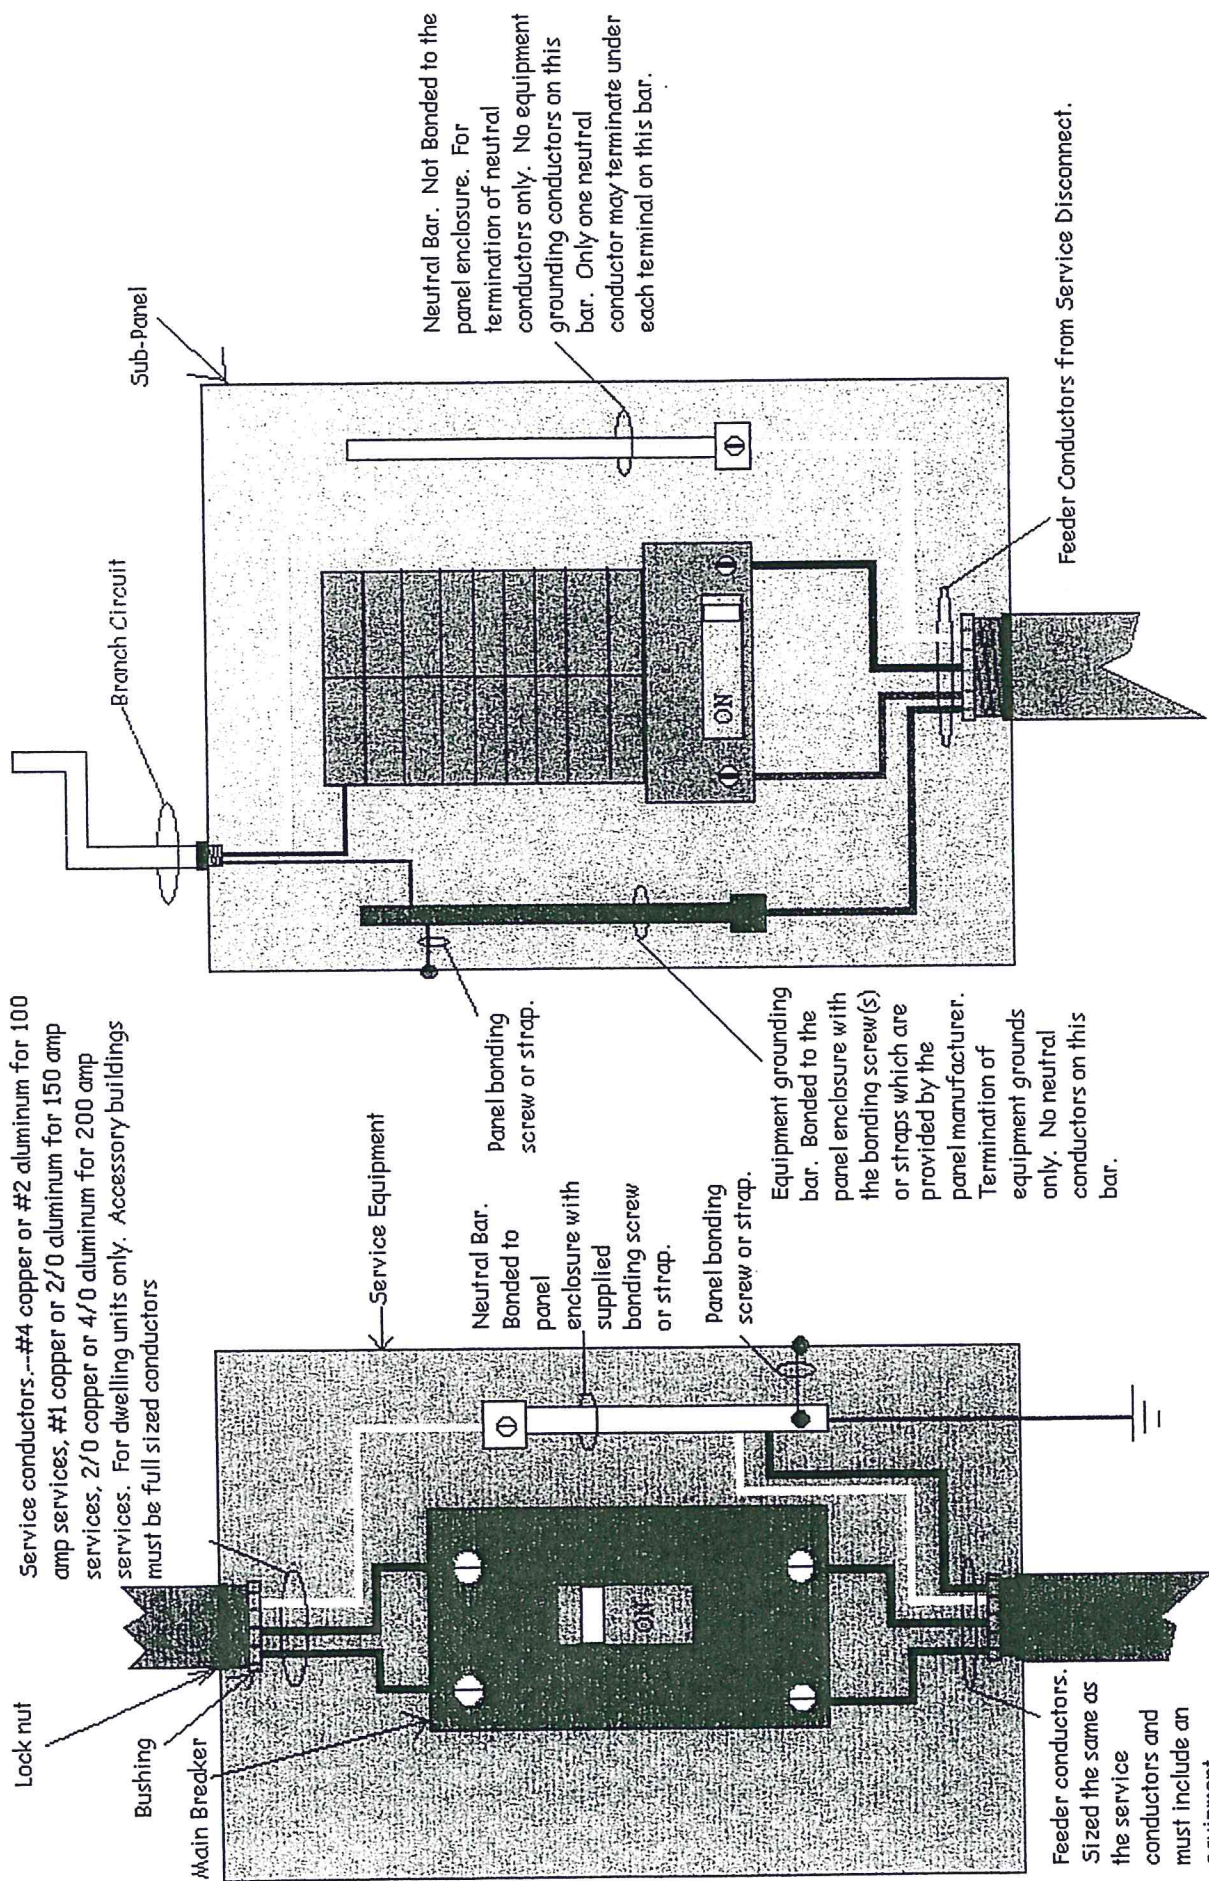 Service conductors.--#4 copper or #2 aluminum for 100
amp services, #1 copper or 2/0 aluminum for 150 amp
services, 2/0 copper or 4/0 aluminum for 200 amp
services. For dwelling units only. Accessory buildings
must be full sized conductors
Lock nut
Bushing
Main Breaker
Service Equipment
Neutral Bar.
Bonded to
panel
enclosure with
supplied
bonding screw
or strap.
Panel bonding
screw or strap.
ON
Feeder conductors.
Sized the same as
the service
conductors and
must include an
Branch Circuit
Sub-Panel
Panel bonding
screw or strap.
Equipment grounding
bar. Bonded to the
panel enclosure with
the bonding screw(s)
or straps which are
provided by the
panel manufacturer.
Termination of
equipment grounds
only. No neutral
conductors on this
bar.
ON
Neutral Bar. Not Bonded to the
panel enclosure. For
termination of neutral
conductors only. No equipment
grounding conductors on this
bar. Only one neutral
conductor may terminate under
each terminal on this bar.
Feeder Conductors from Service Disconnect.